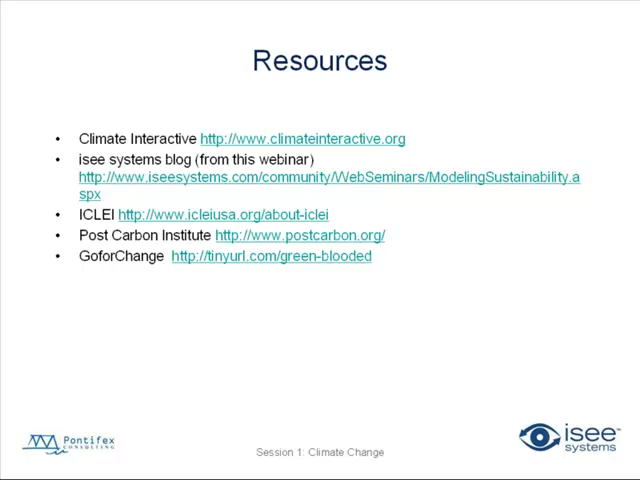 Resources
• Climate Interactive http://www.climateinteractive.org
• isee systems blog (from this webinar)
http://www.iseesystems.com/community/WebSeminars/ModelingSustainability.a
spx
• ICLEI http://www.icleiusa.org/about-iclei
• Post Carbon Institute http://www.postcarbon.org/
• GoforChange http://tinyurl.com/green-blooded
Pontifex
CONSULTING
Session 1: Climate Change
isee™
systems